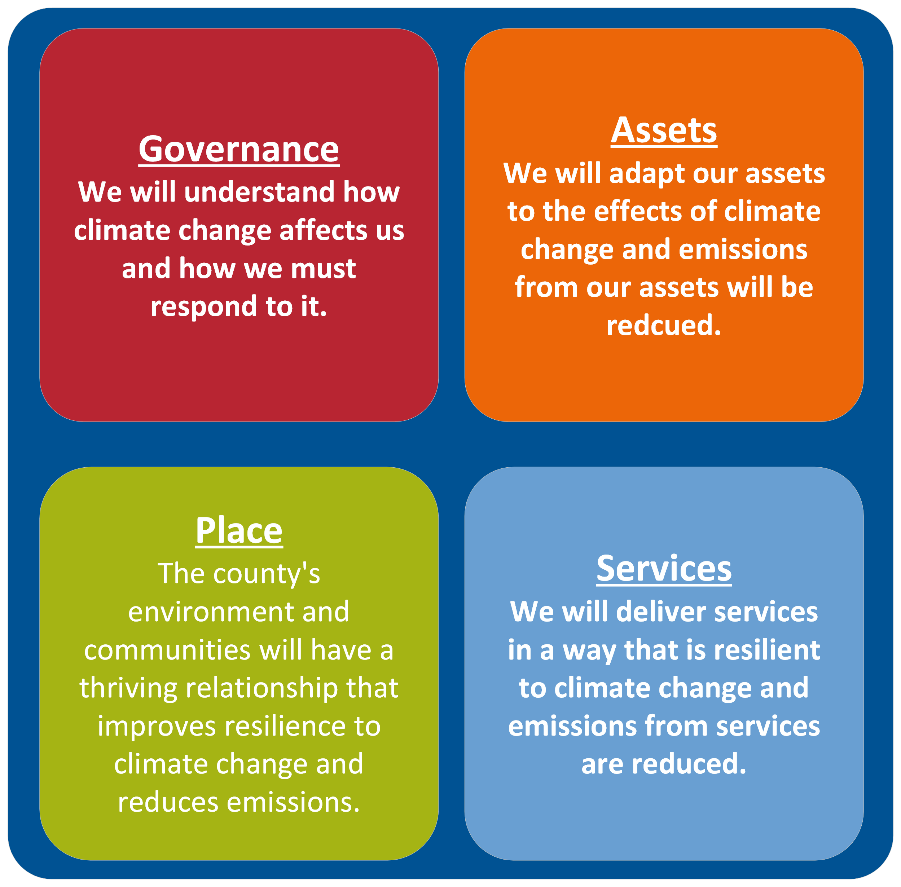 Governance
We will understand how
climate change affects us
and how we must
respond to it.
Assets
We will adapt our assets
to the effects of climate
change and emissions
from our assets will be
redcued.
Place
The county's
environment and
communities will have a
thriving relationship that
improves resilience to
climate change and
reduces emissions.
Services
We will deliver services
in a way that is resilient
to climate change and
emissions from services
are reduced.